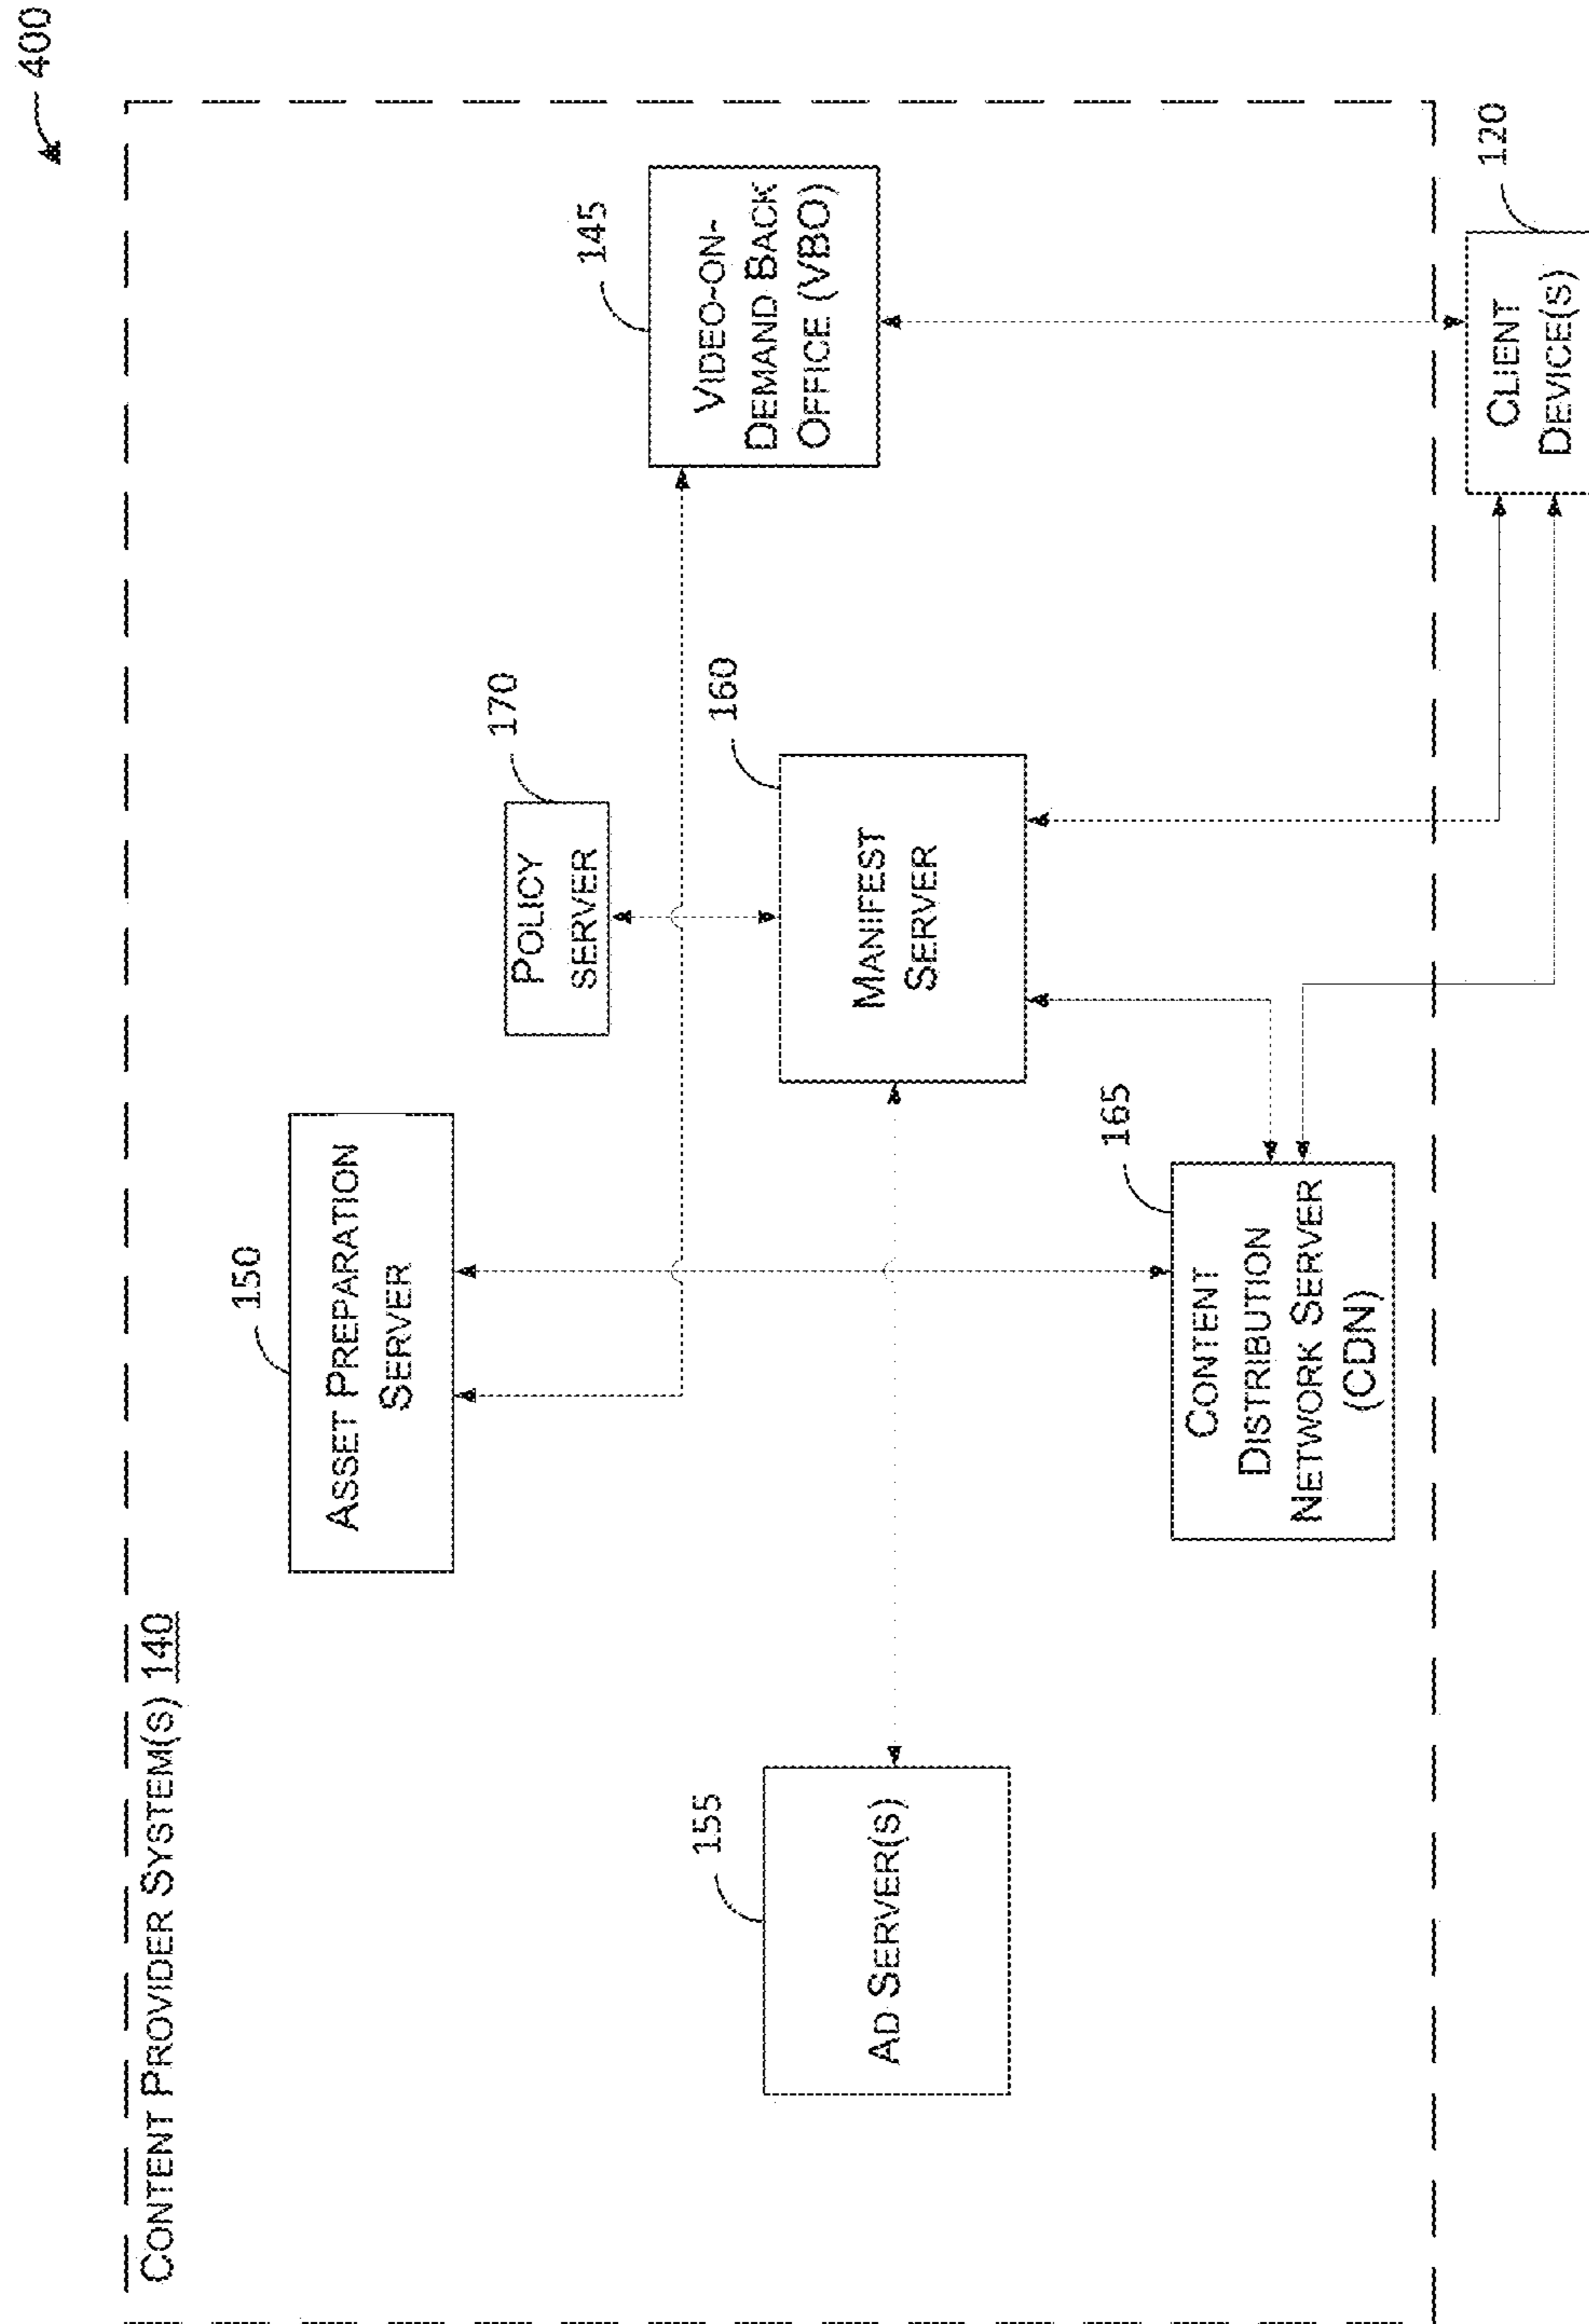 400
CONTENT PROVIDER SYSTEM(S) 140
150
ASSET PREPARATION
SERVER
170
POLICY
SERVER
145
VIDEO-ON-
DEMAND BACK
OFFICE (VBO)
155
AD SERVER(S)
160
MANIFEST
SERVER
165
CONTENT
DISTRIBUTION
NETWORK SERVER
(CDN)
120
CLIENT
DEVICE(S)